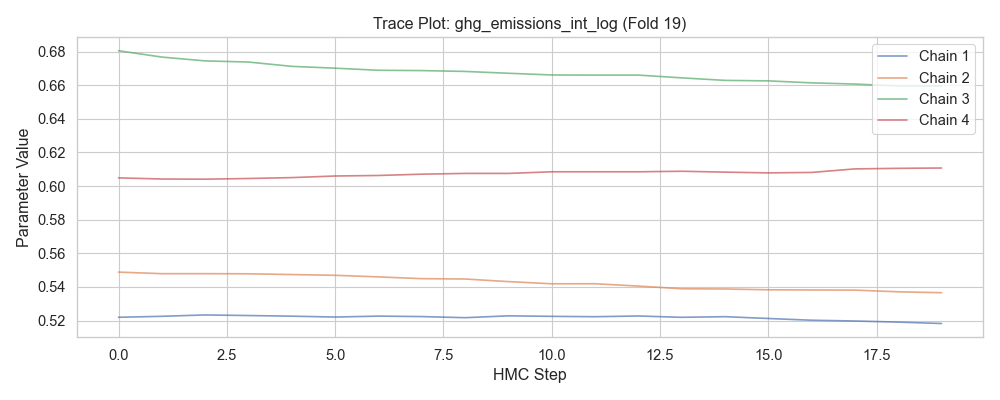 Trace Plot: ghg_emissions_int_log (Fold 19)
Parameter Value
0.68
0.66
0.64
0.62
0.60
0.58
0.56
0.54
0.52
Chain 1
Chain 2
Chain 3
Chain 4
0.0 2.5 5.0 7.5 10.0 12.5 15.0 17.5
HMC Step